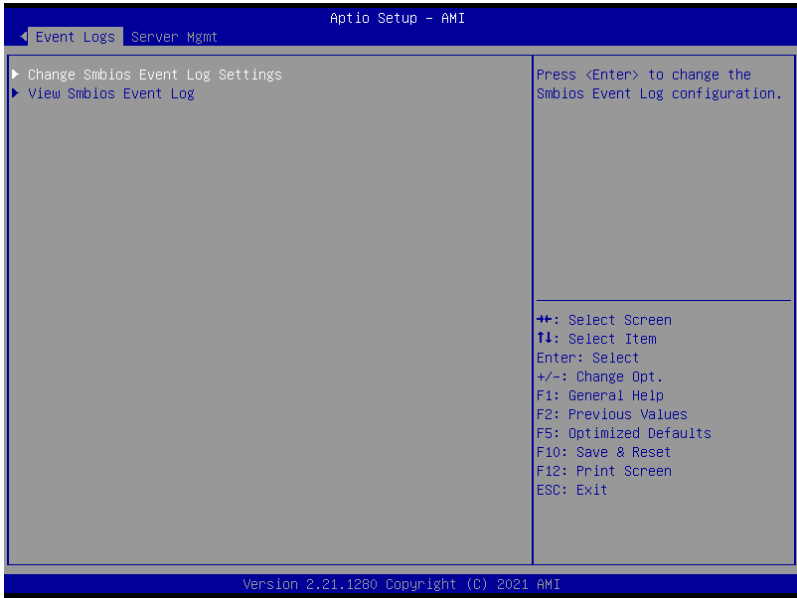 Aptio Setup – AMI
Event Logs Server Mgmt
Change Smbios Event Log Settings
View Smbios Event Log
Press <Enter> to change the
Smbios Event Log configuration.
→←: Select Screen
↑↓: Select Item
Enter: Select
+/-: Change Opt.
F1: General Help
F2: Previous Values
F5: Optimized Defaults
F10: Save & Reset
F12: Print Screen
ESC: Exit
Version 2.21.1280 Copyright (C) 2021 AMI